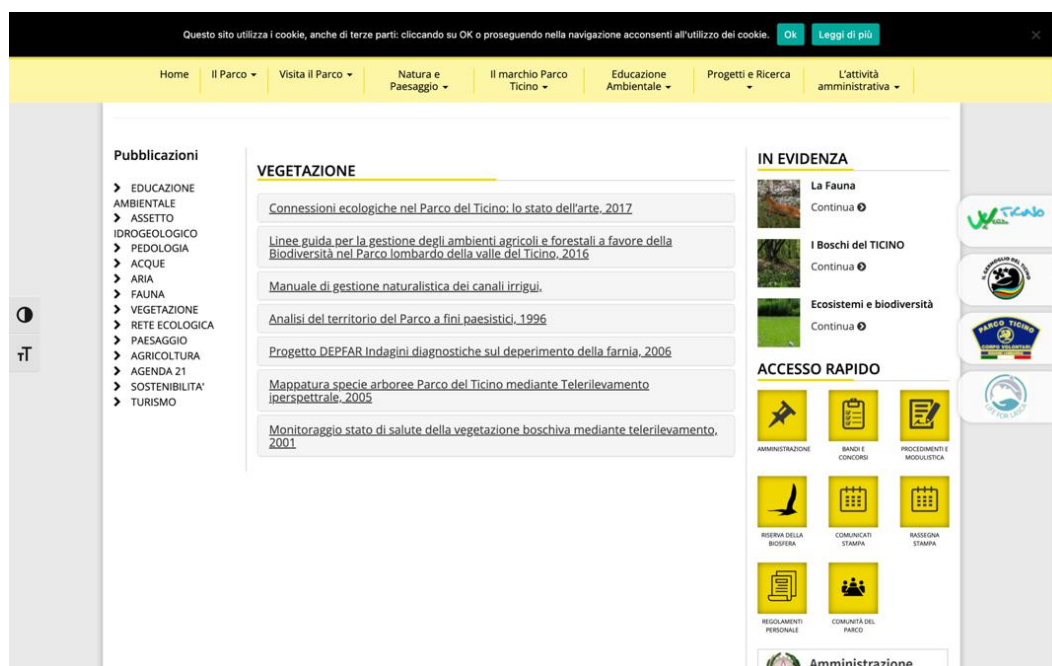 Questo sito utilizza i cookie, anche di terze parti: cliccando su OK o proseguendo nella navigazione acconsenti all'utilizzo dei cookie. Ok Leggi di più
Home
Il Parco
Visita il Parco
Natura e
Paesaggio
Il marchio Parco
Ticino
Educazione
Ambientale
Progetti e Ricerca
L'attività
amministrativa
Pubblicazioni
EDUCAZIONE
AMBIENTALE
ASSETTO
IDROGEOLOGICO
PEDOLOGIA
ACQUE
ARIA
FAUNA
VEGETAZIONE
RETE ECOLOGICA
PAESAGGIO
AGRICOLTURA
AGENDA 21
SOSTENIBILITA'
TURISMO
VEGETAZIONE
Connessioni ecologiche nel Parco del Ticino: lo stato dell'arte, 2017
Linee guida per la gestione degli ambienti agricoli e forestali a favore della
Biodiversità nel Parco lombardo della valle del Ticino, 2016
Manuale di gestione naturalistica dei canali irrigui,
Analisi del territorio del Parco a fini paesistici, 1996
Progetto DEPFAR Indagini diagnostiche sul deperimento della farnia, 2006
Mappatura specie arboree Parco del Ticino mediante Telerilevamento
iperspettrale, 2005
Monitoraggio stato di salute della vegetazione boschiva mediante telerilevamento,
2001
IN EVIDENZA
La Fauna
Continua
I Boschi del TICINO
Continua
Ecosistemi e biodiversità
Continua
ACCESSO RAPIDO
AMMINISTRAZIONE
BANDI E
CONCORSI
PROCEDIMENTI E
MODULISTICA
RISERVA DELLA
BIOSFERA
COMUNICATI
STAMPA
RASSEGNA
STAMPA
REGOLAMENTI
PERSONALE
COMUNITÀ DEL
PARCO
Amministrazione
TICINO
PARCO TICINO
CORPO VOLONTARI
LIFE FOR LASCA
тT